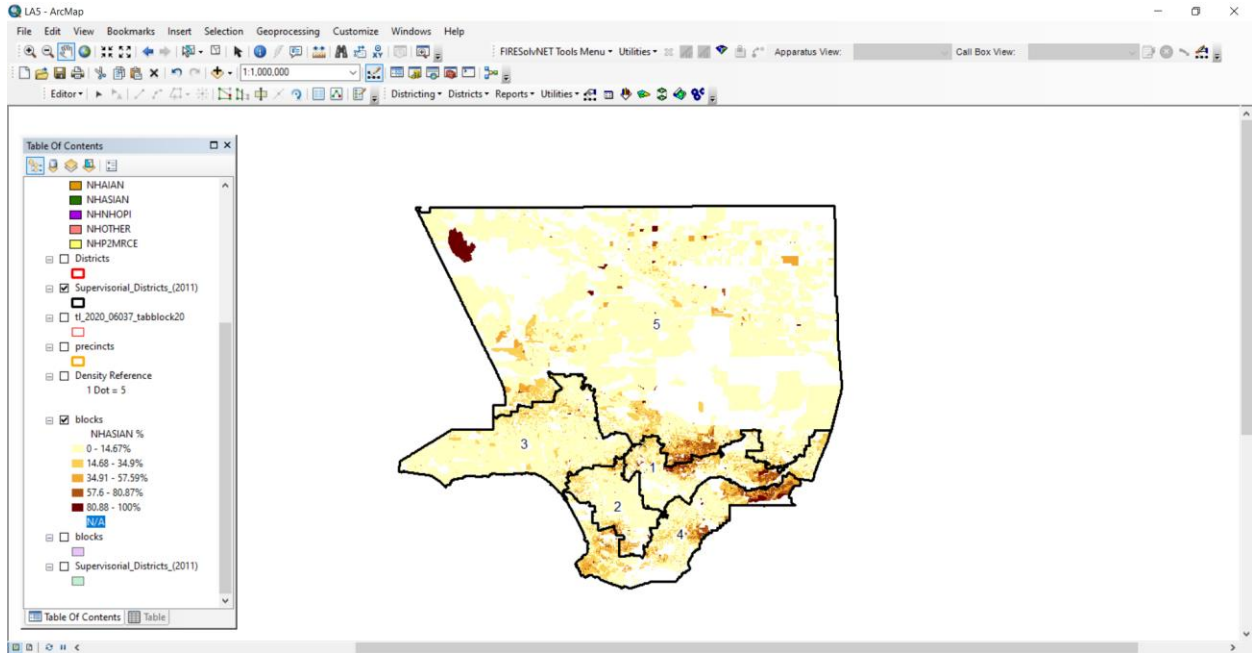 LA5 - ArcMap
File Edit View Bookmarks Insert Selection Geoprocessing Customize Windows Help
FIRESolvNET Tools Menu Utilities Apparatus View: Call Box View:
1:1,000,000
Editor Districting Districts Reports Utilities
Table Of Contents
NHAIAN
NHASIAN
NHNHOPI
NHOTHER
NHP2MRCE
Districts
Supervisorial_Districts_(2011)
tl_2020_06037_tabblock20
precincts
Density Reference
1 Dot = 5
blocks
NHASIAN %
0 - 14.67%
14.68 - 34.9%
34.91 - 57.59%
57.6 - 80.87%
80.88 - 100%
N/A
blocks
Supervisorial_Districts_(2011)
Table Of Contents Table
5
3
1
2
4